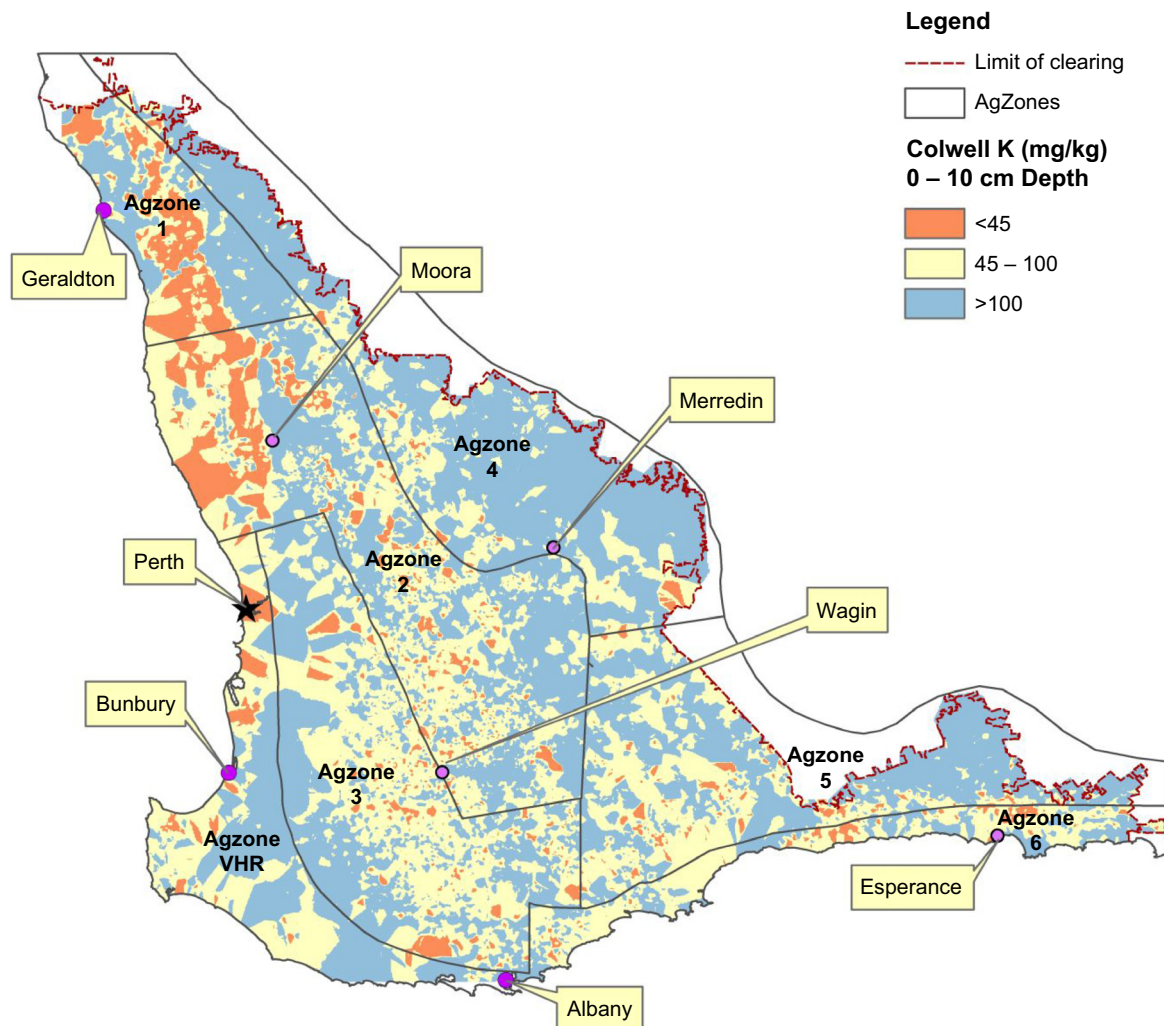 Legend
Limit of clearing
AgZones
Colwell K (mg/kg)
0 – 10 cm Depth
<45
45 – 100
>100
Agzone
1
Geraldton
Moora
Merredin
Agzone
4
Perth
Agzone
2
Wagin
Bunbury
Agzone
3
Agzone
5
Agzone
VHR
Agzone
6
Esperance
Albany